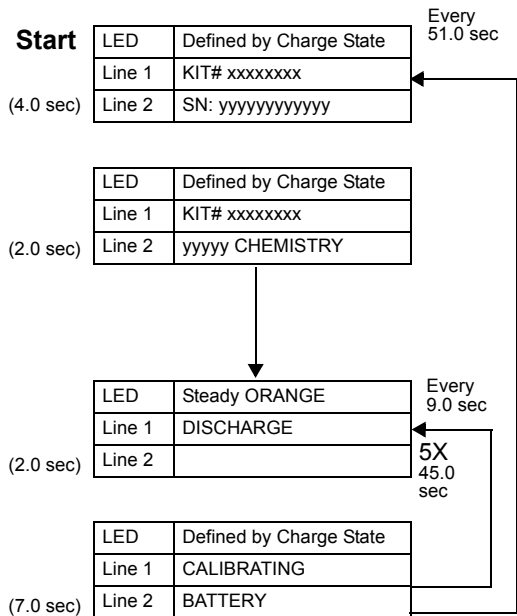 Every
51.0 sec
Start
LED Defined by Charge State
Line 1 KIT# xxxxxxxx
(4.0 sec) Line 2 SN: yyyyyyyyyyyy
LED Defined by Charge State
Line 1 KIT# xxxxxxxx
(2.0 sec) Line 2 yyyyy CHEMISTRY
Every
9.0 sec
LED Steady ORANGE
Line 1 DISCHARGE
(2.0 sec) Line 2
5X
45.0
sec
LED Defined by Charge State
Line 1 CALIBRATING
(7.0 sec) Line 2 BATTERY